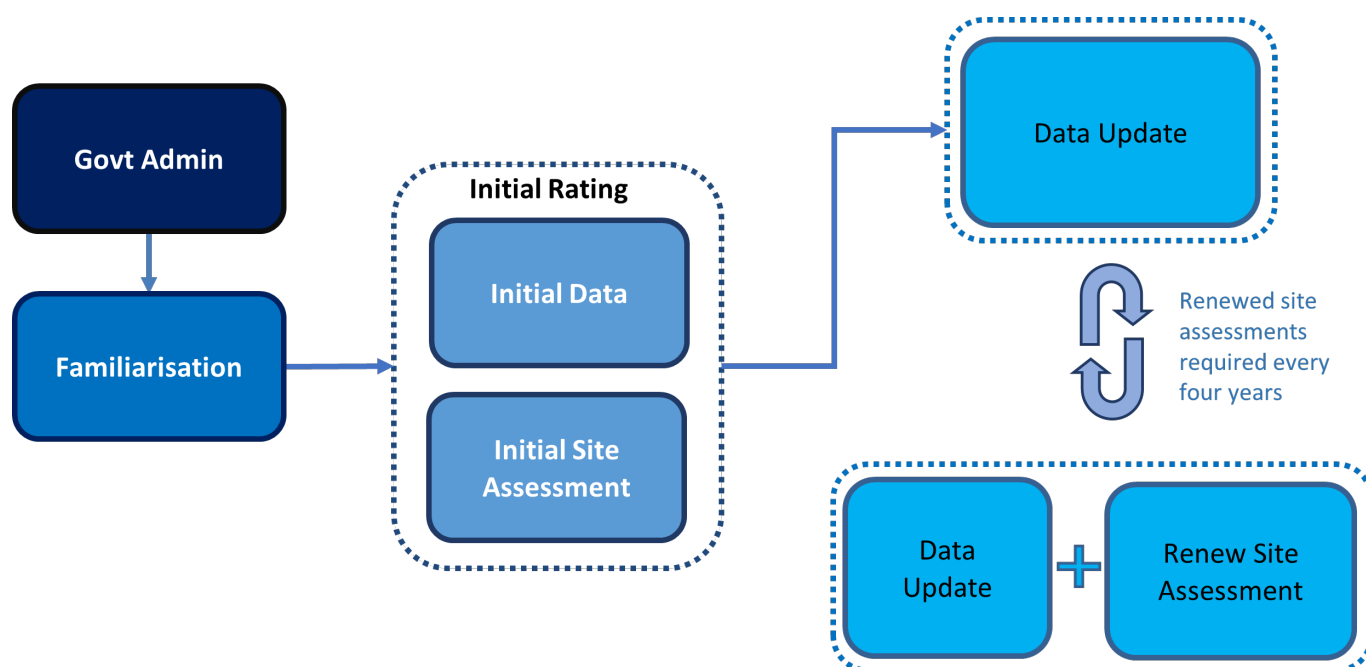 Govt Admin
Familiarisation
Initial Rating
Initial Data
Initial Site
Assessment
Data Update
Renewed site
assessments
required every
four years
Data
Update
Renew Site
Assessment